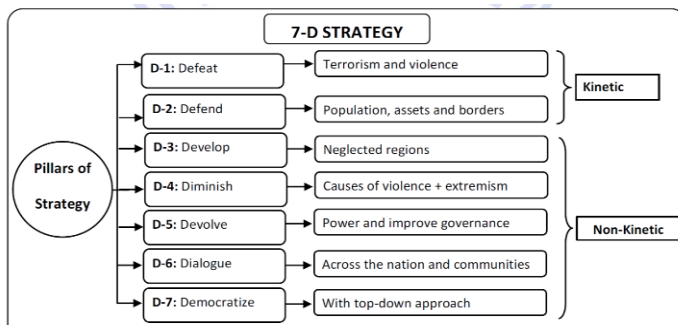 7-D STRATEGY
D-1: Defeat
Terrorism and violence
Kinetic
D-2: Defend
Population, assets and borders
D-3: Develop
Neglected regions
Pillars of
Strategy
D-4: Diminish
Causes of violence + extremism
D-5: Devolve
Power and improve governance
Non-Kinetic
D-6: Dialogue
Across the nation and communities
D-7: Democratize
With top-down approach